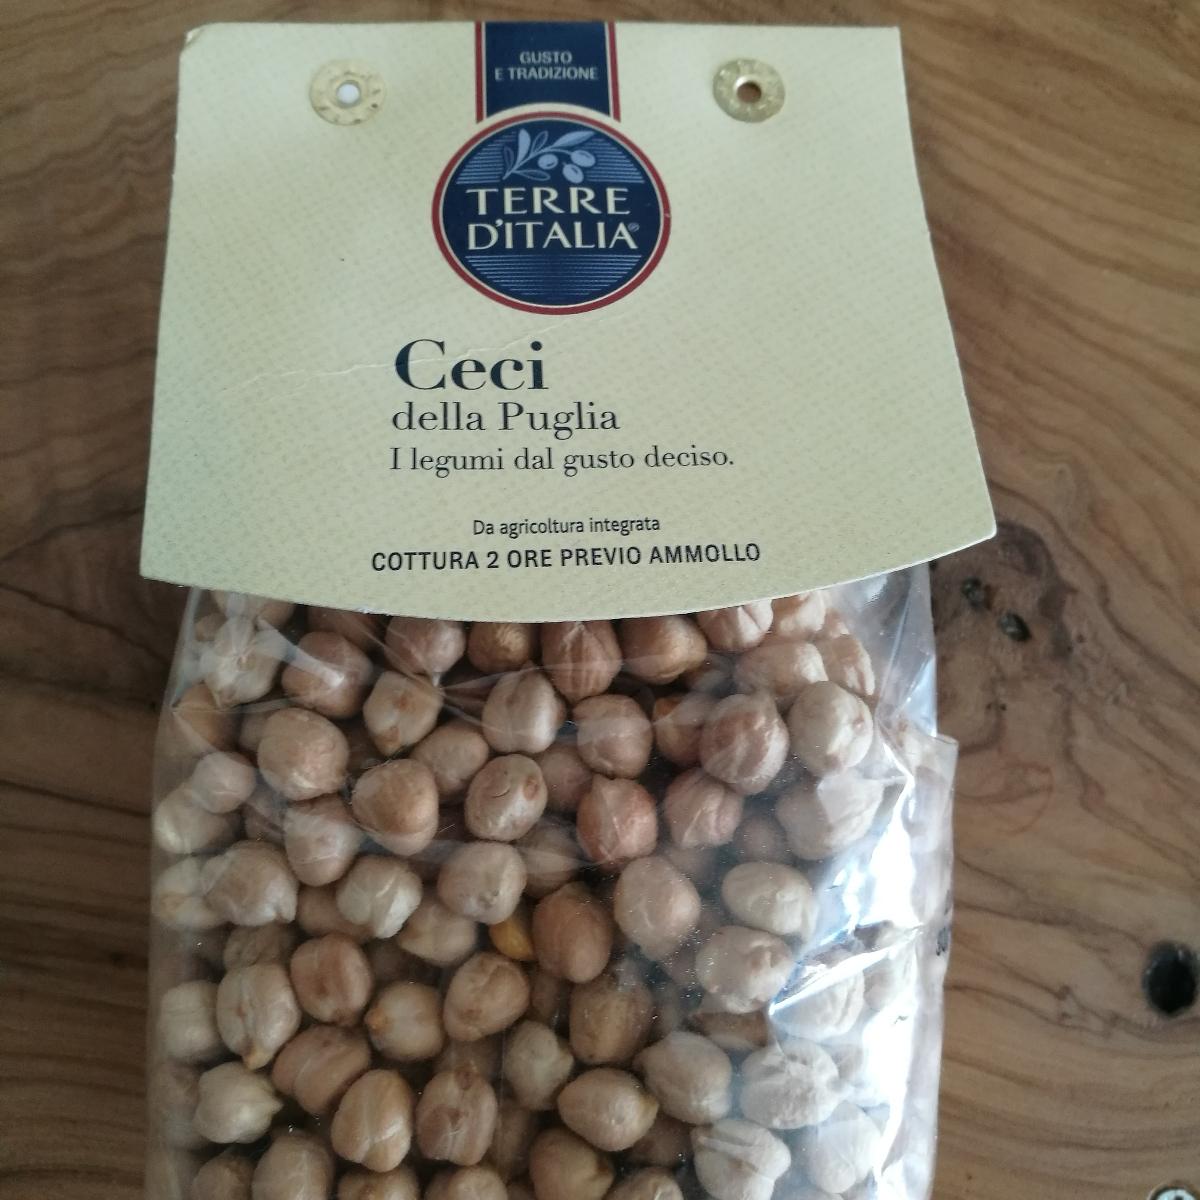 GUSTO
E TRADIZIONE
TERRE
D'ITALIA®
Ceci
della Puglia
I legumi dal gusto deciso.
Da agricoltura integrata
COTTURA 2 ORE PREVIO AMMOLLO